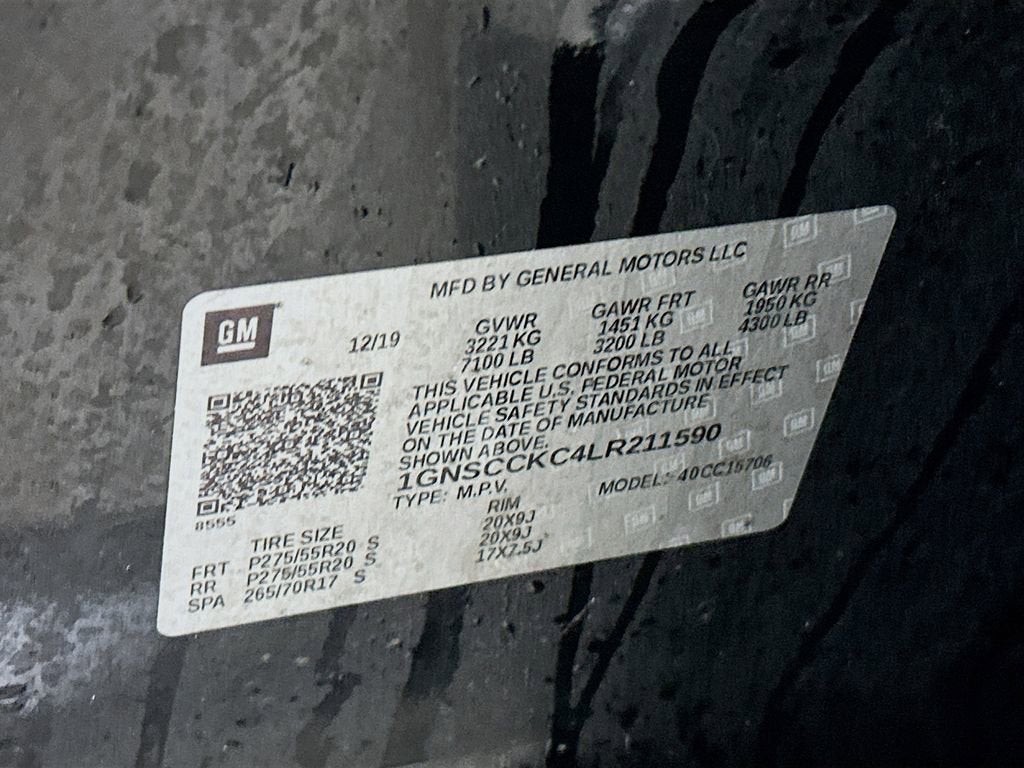 MFD BY GENERAL MOTORS LLC
GM
12/19
GVWR GAWR FRT GAWR RR
3221 KG 1451 KG 1950 KG
7100 LB 3200 LB 4300 LB
THIS VEHICLE CONFORMS TO ALL
APPLICABLE U.S. FEDERAL MOTOR
VEHICLE SAFETY STANDARDS IN EFFECT
ON THE DATE OF MANUFACTURE
SHOWN ABOVE.
1GNSCCKC4LR211590
TYPE: M.P.V. MODEL: 40CC15706
8555
TIRE SIZE RIM
FRT P275/55R20 S 20X9J
RR P275/55R20 S 20X9J
SPA 265/70R17 S 17X7.5J